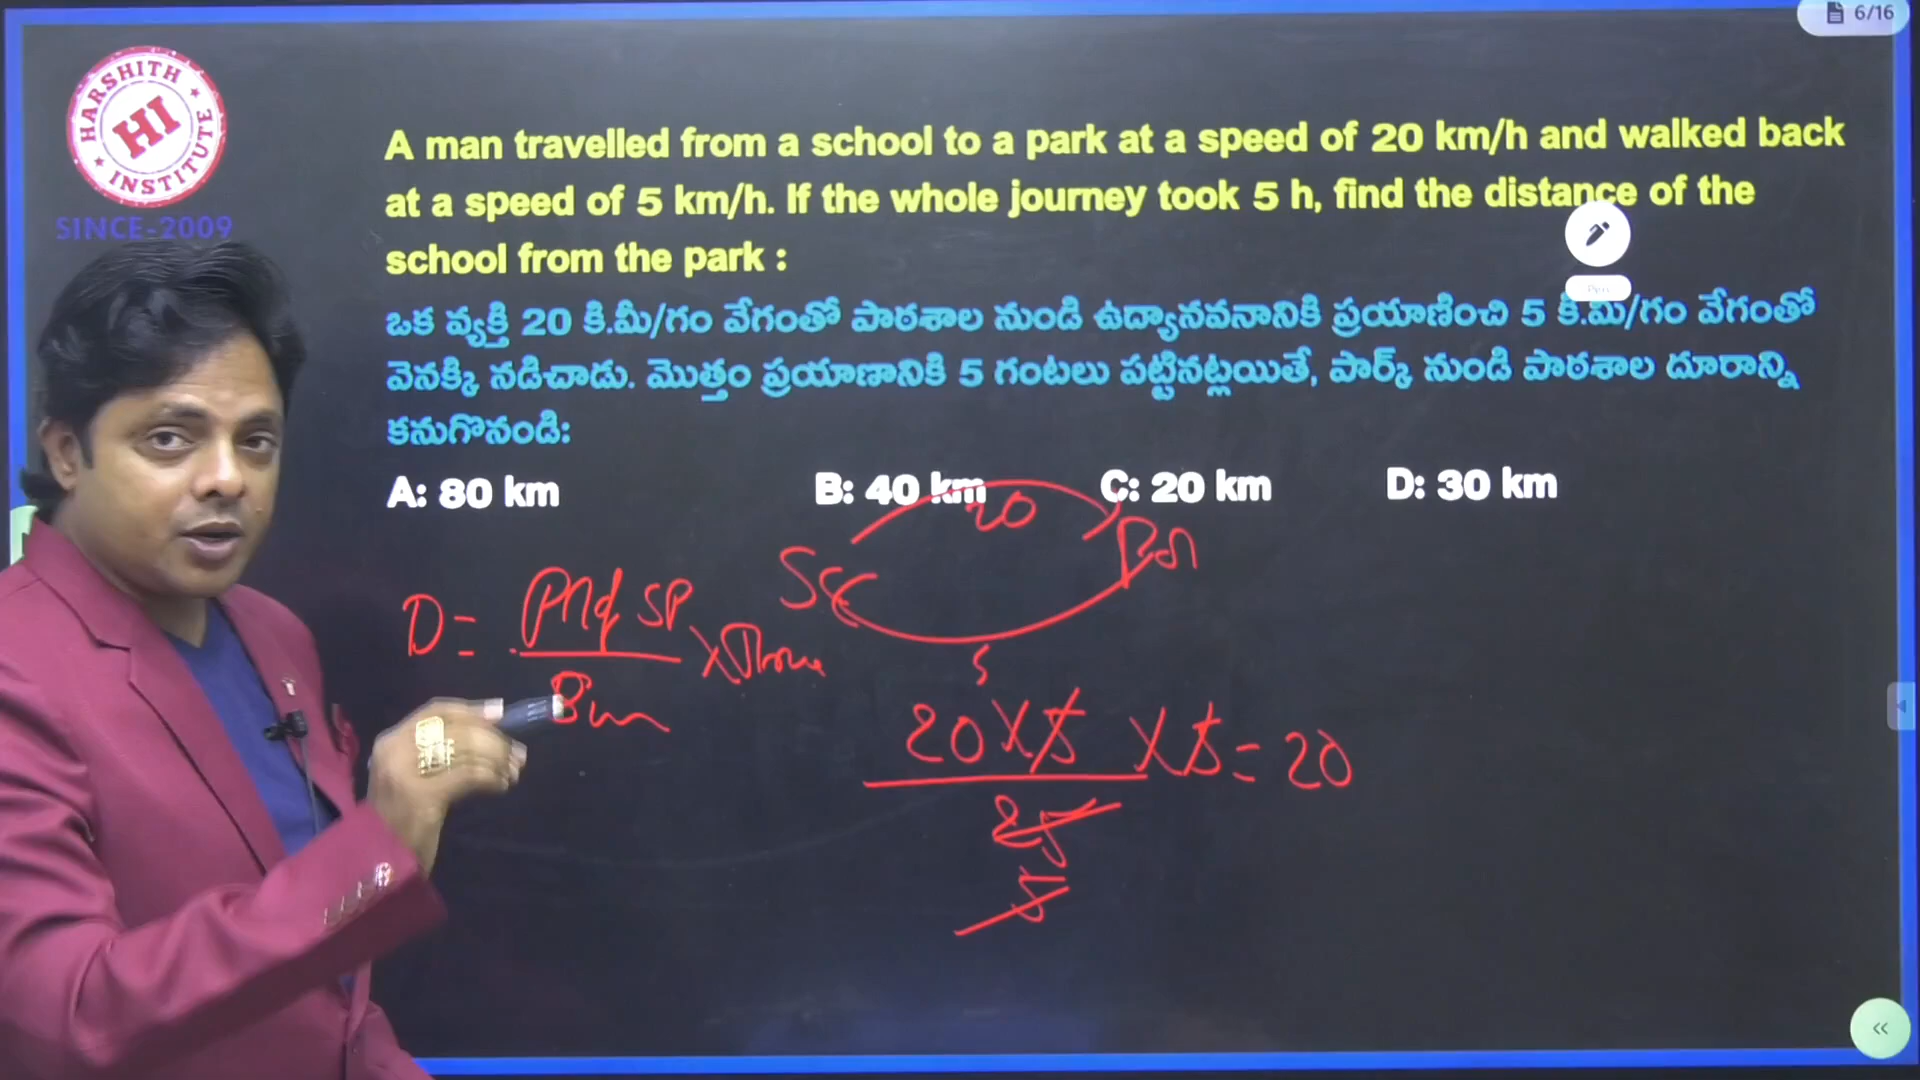 6/16
HARSHITH
HI
INSTITUTE
SINCE-2009
A man travelled from a school to a park at a speed of 20 km/h and walked back
at a speed of 5 km/h. If the whole journey took 5 h, find the distance of the
school from the park :
ఒక వ్యక్తి 20 కి.మీ/గం వేగంతో పాఠశాల నుండి ఉద్యానవనానికి ప్రయాణించి 5 కి.మీ/గం వేగంతో
వెనక్కి నడిచాడు. మొత్తం ప్రయాణానికి 5 గంటలు పట్టినట్లయితే, పార్క్ నుండి పాఠశాల దూరాన్ని
కనుగొనండి:
A: 80 km B: 40 km C: 20 km D: 30 km
20
Sc
D = SP
5
20 X 5 X 5 = 20
25
5
«